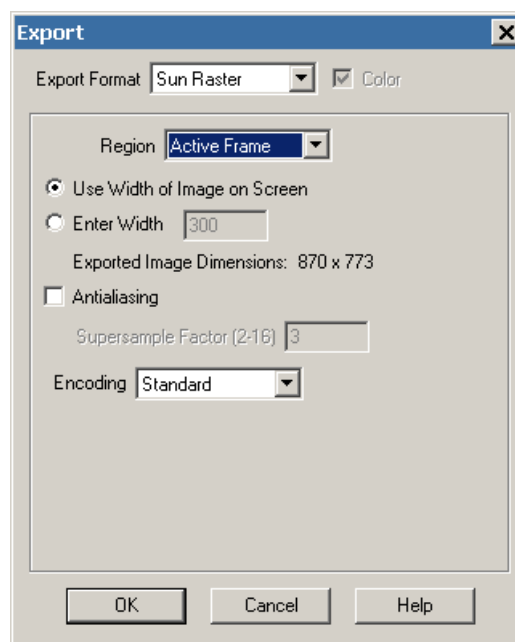 Export
Export Format Sun Raster Color
Region Active Frame
Use Width of Image on Screen
Enter Width 300
Exported Image Dimensions: 870 x 773
Antialiasing
Supersample Factor (2-16) 3
Encoding Standard
OK Cancel Help